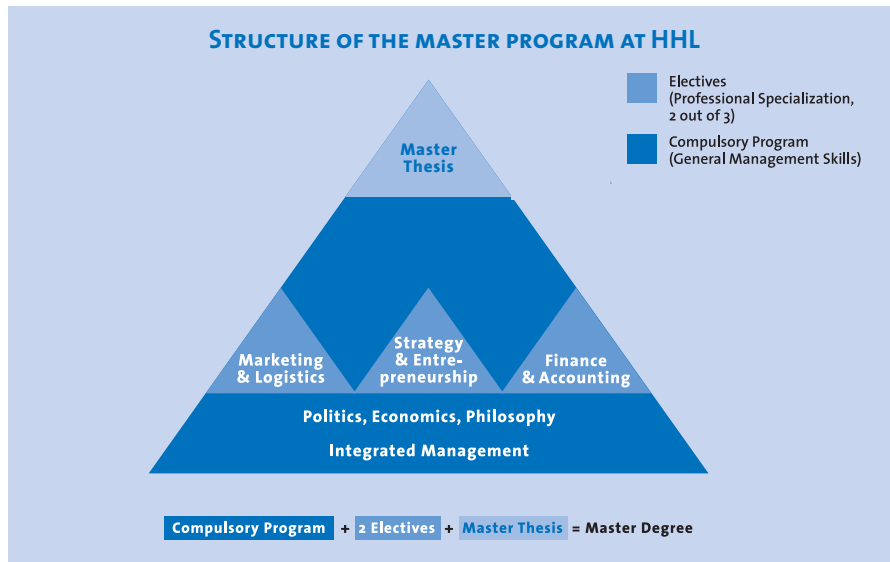 STRUCTURE OF THE MASTER PROGRAM AT HHL
Electives
(Professional Specialization,
2 out of 3)
Compulsory Program
(General Management Skills)
Master
Thesis
Marketing
& Logistics
Strategy
& Entre-
preneurship
Finance
& Accounting
Politics, Economics, Philosophy
Integrated Management
Compulsory Program + 2 Electives + Master Thesis = Master Degree